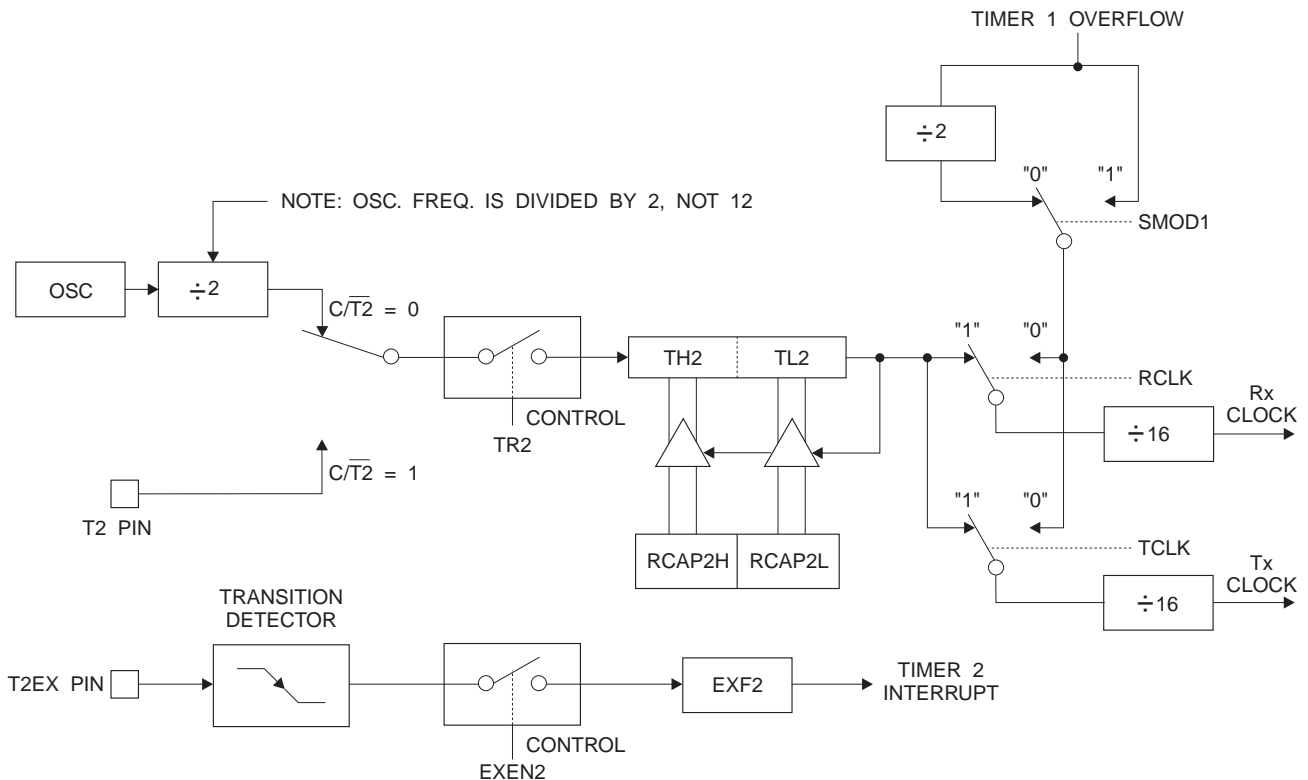 TIMER 1 OVERFLOW
÷2
"0" "1"
NOTE: OSC. FREQ. IS DIVIDED BY 2, NOT 12
SMOD1
OSC
÷2
C/T2̅ = 0
"1" "0"
TH2 TL2
RCLK
Rx
CLOCK
CONTROL
TR2
÷16
C/T2̅ = 1
T2 PIN
"1" "0"
RCAP2H RCAP2L
TCLK
Tx
CLOCK
TRANSITION
DETECTOR
÷16
T2EX PIN
EXF2
TIMER 2
INTERRUPT
CONTROL
EXEN2